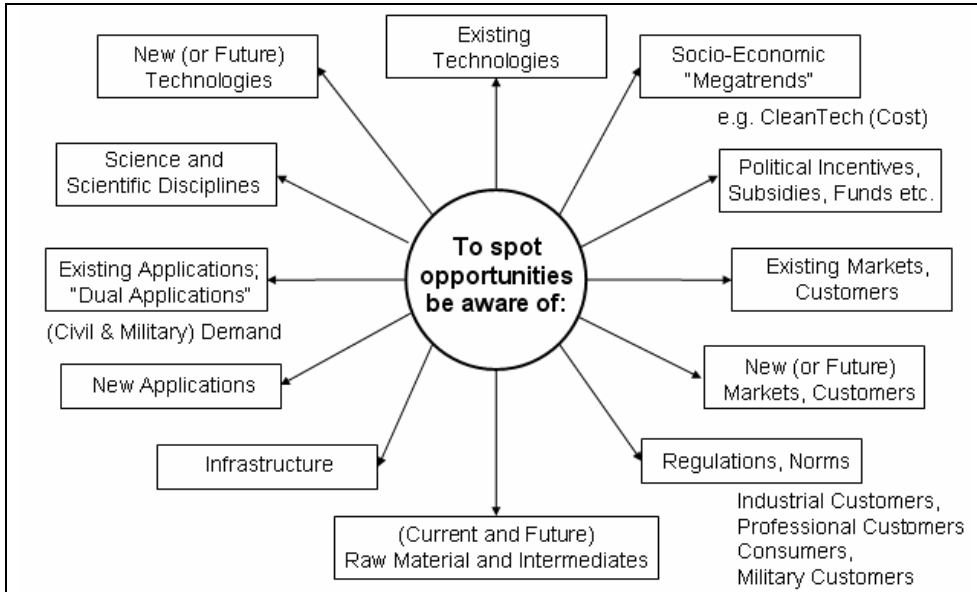 Existing
Technologies
New (or Future)
Technologies
Socio-Economic
"Megatrends"
e.g. CleanTech (Cost)
Science and
Scientific Disciplines
Political Incentives,
Subsidies, Funds etc.
To spot
opportunities
be aware of:
Existing Applications;
"Dual Applications"
(Civil & Military) Demand
Existing Markets,
Customers
New Applications
New (or Future)
Markets, Customers
Infrastructure
Regulations, Norms
Industrial Customers,
Professional Customers
Consumers,
Military Customers
(Current and Future)
Raw Material and Intermediates